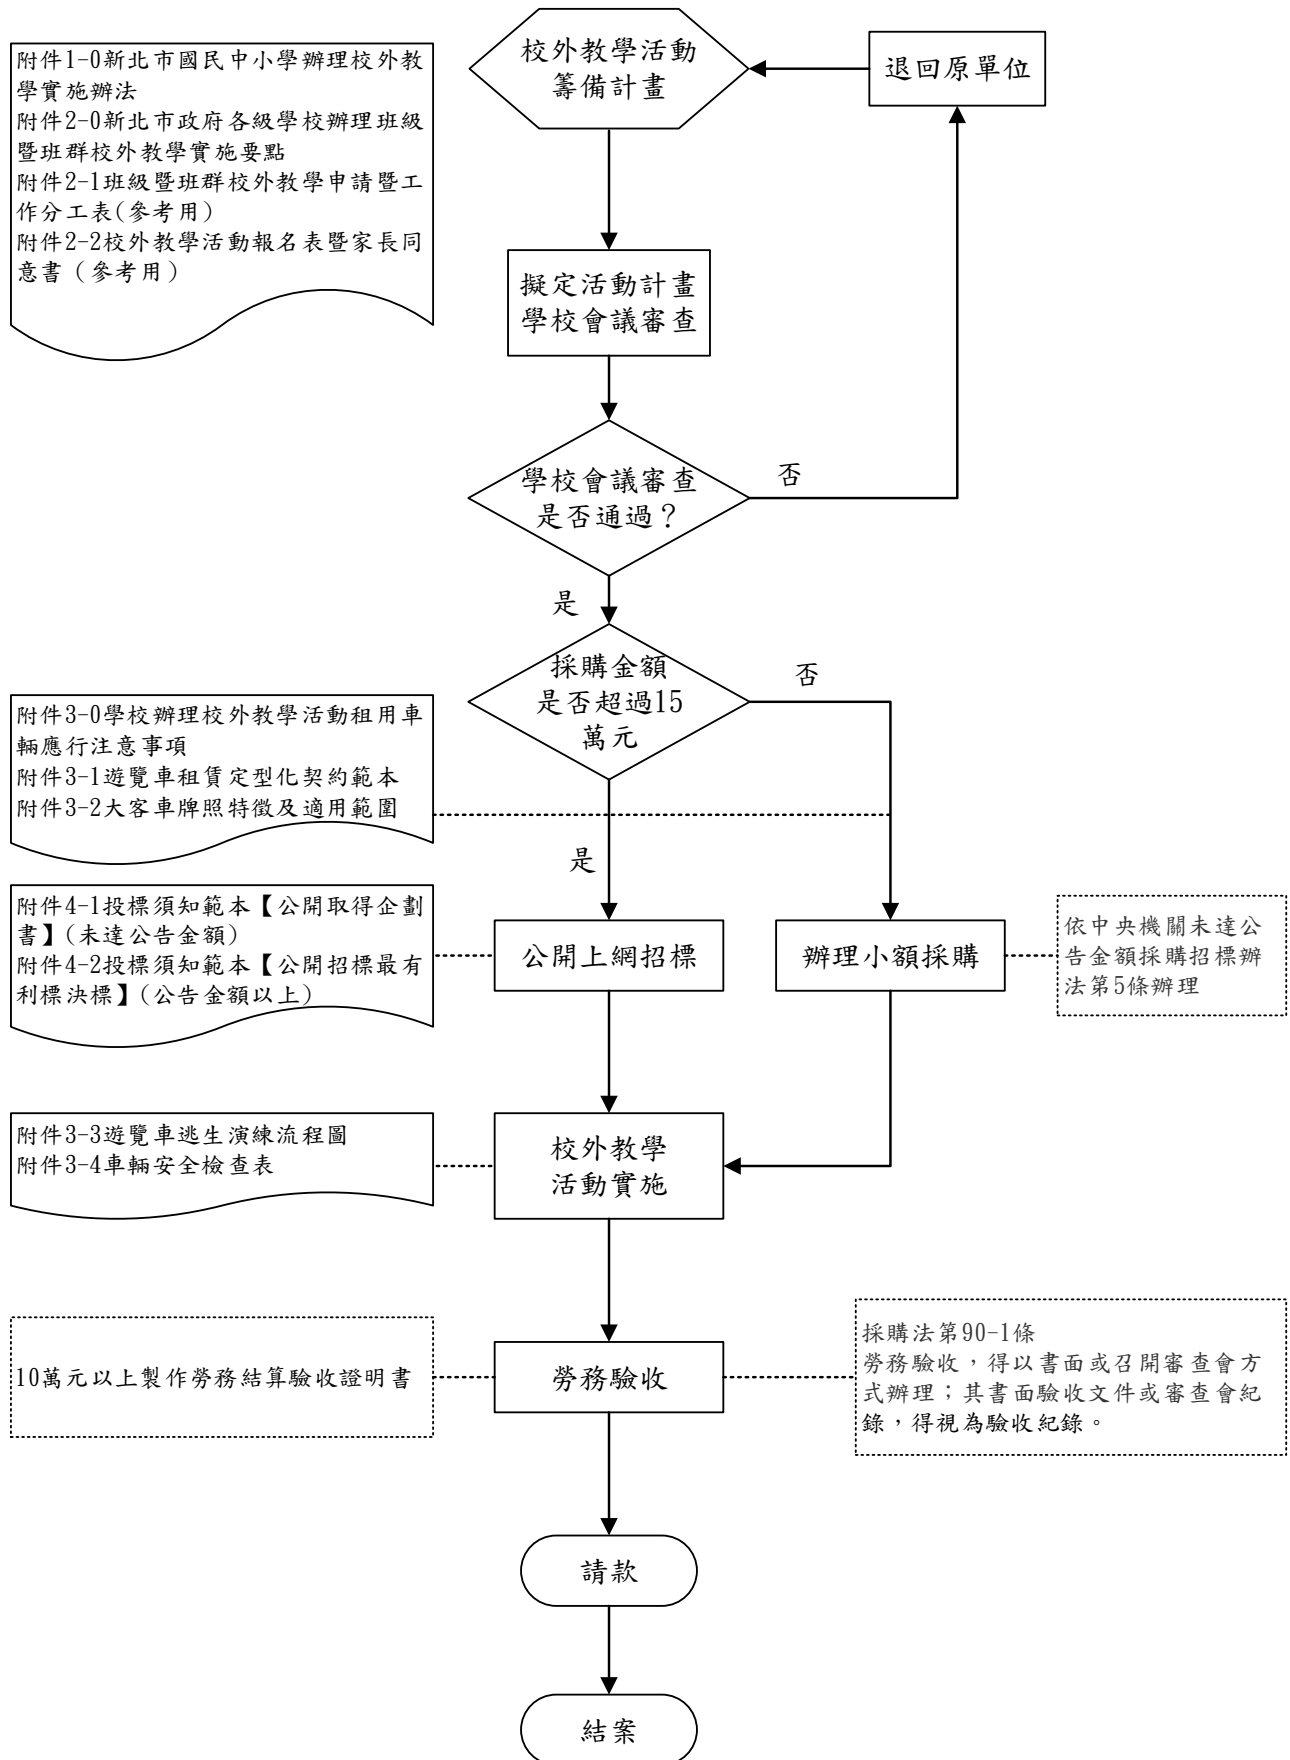 校外教學活動
籌備計畫
退回原單位
附件1-0新北市國民中小學辦理校外教
學實施辦法
附件2-0新北市政府各級學校辦理班級
暨班群校外教學實施要點
附件2-1班級暨班群校外教學申請暨工
作分工表(參考用)
附件2-2校外教學活動報名表暨家長同
意書（參考用）
擬定活動計畫
學校會議審查
學校會議審查
是否通過？
否
是
採購金額
是否超過15
萬元
否
附件3-0學校辦理校外教學活動租用車
輛應行注意事項
附件3-1遊覽車租賃定型化契約範本
附件3-2大客車牌照特徵及適用範圍
是
附件4-1投標須知範本【公開取得企劃
書】(未達公告金額)
附件4-2投標須知範本【公開招標最有
利標決標】(公告金額以上)
公開上網招標
辦理小額採購
依中央機關未達公
告金額採購招標辦
法第5條辦理
附件3-3遊覽車逃生演練流程圖
附件3-4車輛安全檢查表
校外教學
活動實施
10萬元以上製作勞務結算驗收證明書
勞務驗收
採購法第90-1條
勞務驗收，得以書面或召開審查會方
式辦理；其書面驗收文件或審查會紀
錄，得視為驗收紀錄。
請款
結案